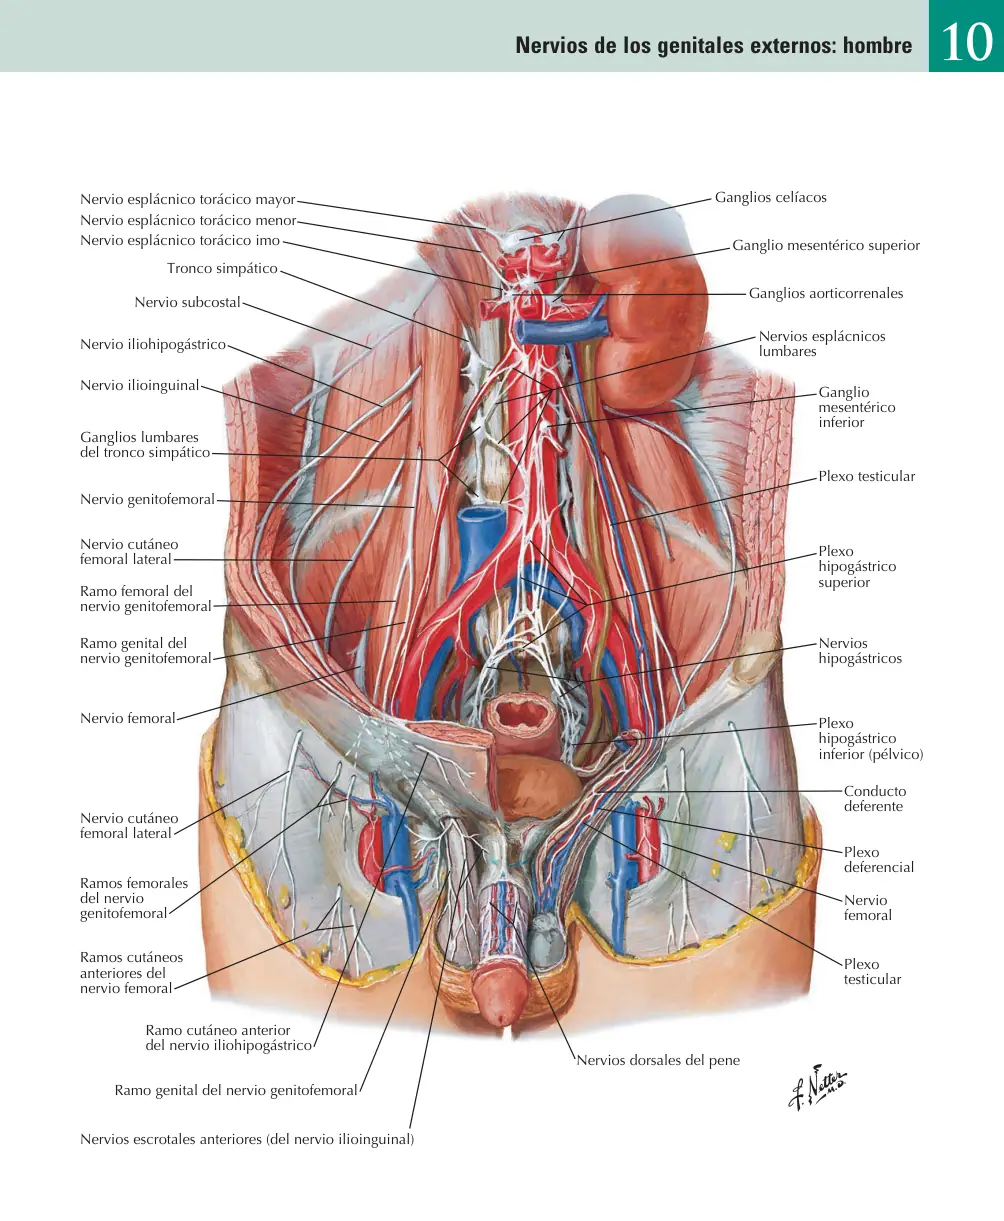 Nervios de los genitales externos: hombre
10
Nervio esplácnico torácico mayor
Nervio esplácnico torácico menor
Nervio esplácnico torácico imo
Tronco simpático
Nervio subcostal
Nervio iliohipogástrico
Nervio ilioinguinal
Ganglios lumbares
del tronco simpático
Nervio genitofemoral
Nervio cutáneo
femoral lateral
Ramo femoral del
nervio genitofemoral
Ramo genital del
nervio genitofemoral
Nervio femoral
Nervio cutáneo
femoral lateral
Ramos femorales
del nervio
genitofemoral
Ramos cutáneos
anteriores del
nervio femoral
Ramo cutáneo anterior
del nervio iliohipogástrico
Ramo genital del nervio genitofemoral
Nervios escrotales anteriores (del nervio ilioinguinal)
Ganglios celíacos
Ganglio mesentérico superior
Ganglios aorticorrenales
Nervios esplácnicos
lumbares
Ganglio
mesentérico
inferior
Plexo testicular
Plexo
hipogástrico
superior
Nervios
hipogástricos
Plexo
hipogástrico
inferior (pélvico)
Conducto
deferente
Plexo
deferencial
Nervio
femoral
Plexo
testicular
Nervios dorsales del pene
F. Netter
M.D.